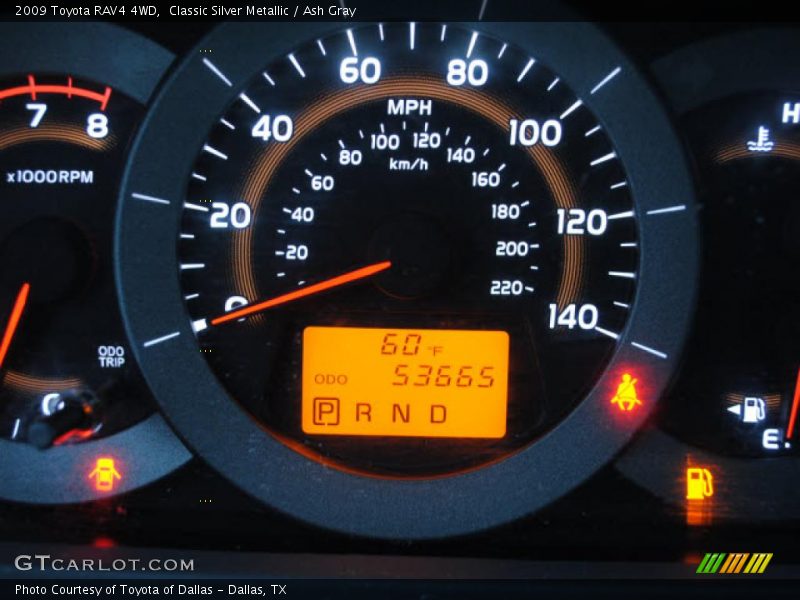 2009 Toyota RAV4 4WD,  Classic Silver Metallic / Ash Gray
7 8
x1000RPM
ODO
TRIP
0 20 40 60 80 100 120 140
MPH
20 40 60 80 100 120 140 160 180 200 220
km/h
60 °F
ODO 53665
P R N D
H
E
GTCARLOT.COM
Photo Courtesy of Toyota of Dallas - Dallas, TX